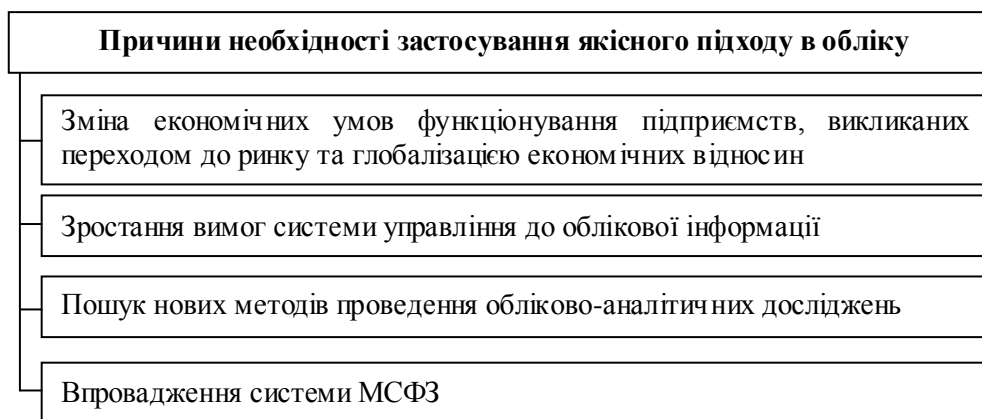 Причини необхідності застосування якісного підходу в обліку
Зміна економічних умов функціонування підприємств, викликаних
переходом до ринку та глобалізацією економічних відносин
Зростання вимог системи управління до облікової інформації
Пошук нових методів проведення обліково-аналітичних досліджень
Впровадження системи МСФЗ